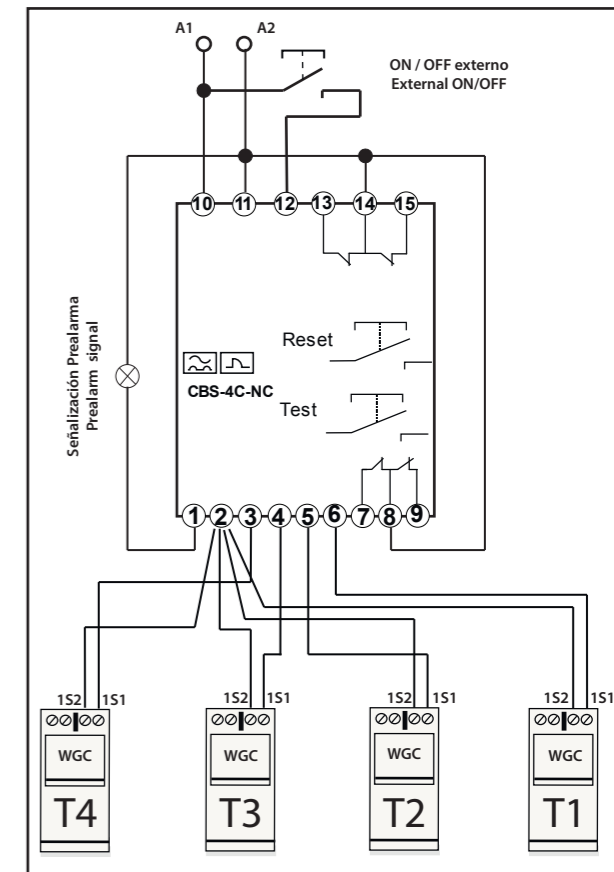 A1 A2
ON / OFF externo
External ON/OFF
10 11 12 13 14 15
Señalización Prealarma
Prealarm signal
Reset
CBS-4C-NC
Test
1 2 3 4 5 6 7 8 9
1S2 1S1 1S2 1S1 1S2 1S1 1S2 1S1
WGC WGC WGC WGC
T4 T3 T2 T1